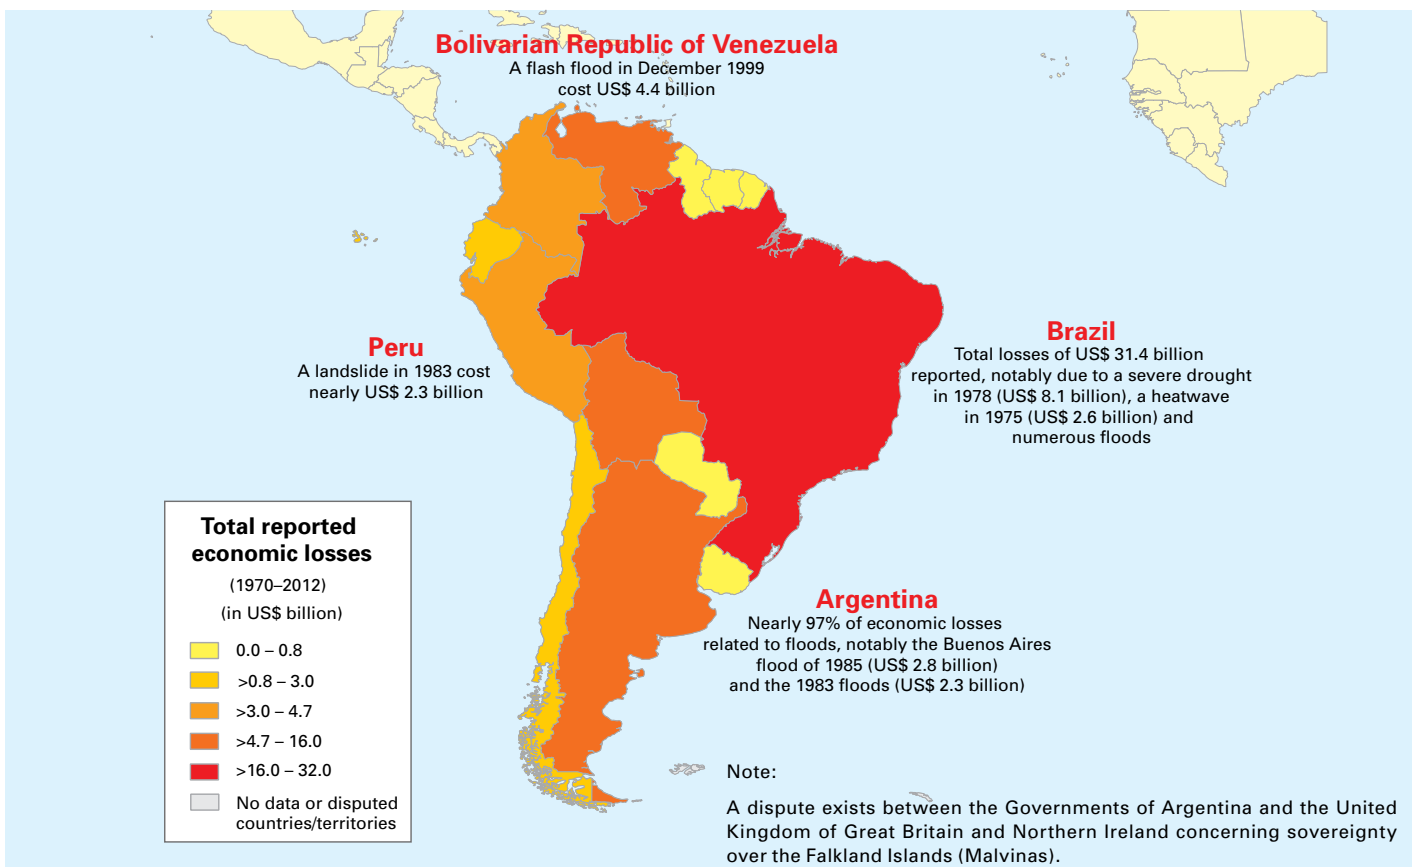 Bolivarian Republic of Venezuela
A flash flood in December 1999
cost US$ 4.4 billion
Peru
A landslide in 1983 cost
nearly US$ 2.3 billion
Brazil
Total losses of US$ 31.4 billion
reported, notably due to a severe drought
in 1978 (US$ 8.1 billion), a heatwave
in 1975 (US$ 2.6 billion) and
numerous floods
Argentina
Nearly 97% of economic losses
related to floods, notably the Buenos Aires
flood of 1985 (US$ 2.8 billion)
and the 1983 floods (US$ 2.3 billion)
Total reported
economic losses
(1970–2012)
(in US$ billion)
0.0 – 0.8
>0.8 – 3.0
>3.0 – 4.7
>4.7 – 16.0
>16.0 – 32.0
No data or disputed
countries/territories
Note:
A dispute exists between the Governments of Argentina and the United
Kingdom of Great Britain and Northern Ireland concerning sovereignty
over the Falkland Islands (Malvinas).